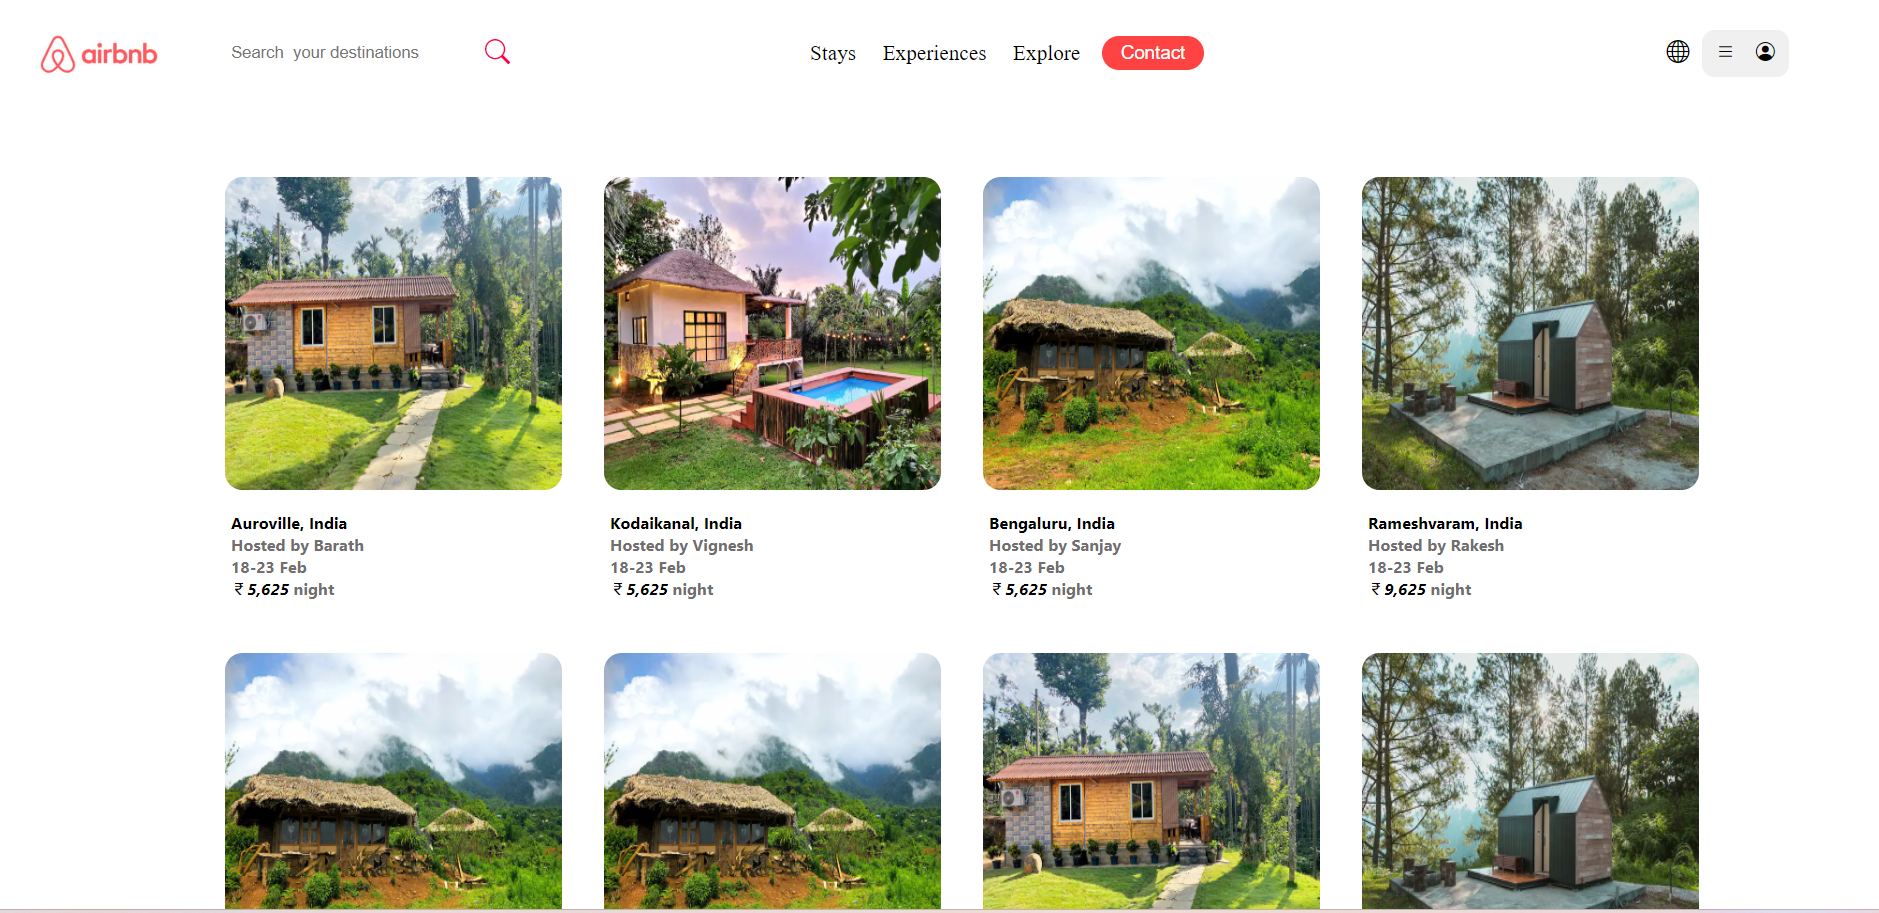 airbnb
Search  your destinations
Stays
Experiences
Explore
Contact
Auroville, India
Hosted by Barath
18-23 Feb
₹ 5,625 night
Kodaikanal, India
Hosted by Vignesh
18-23 Feb
₹ 5,625 night
Bengaluru, India
Hosted by Sanjay
18-23 Feb
₹ 5,625 night
Rameshvaram, India
Hosted by Rakesh
18-23 Feb
₹ 9,625 night